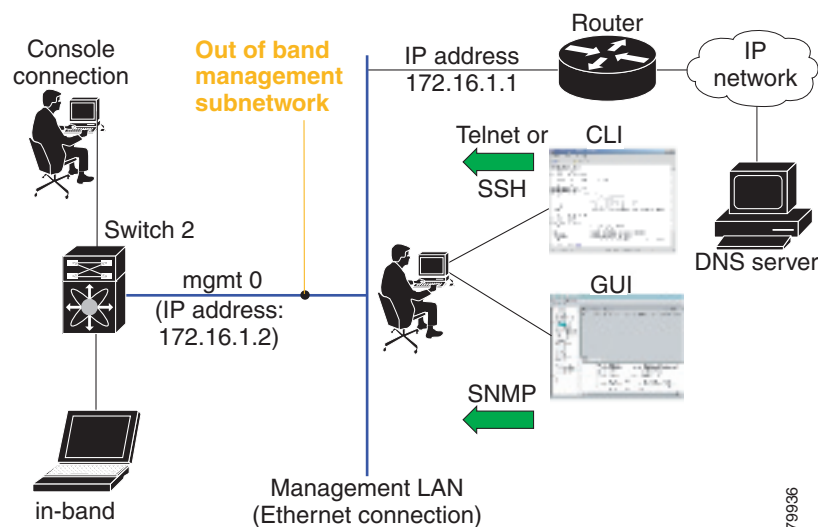 Console
connection
Out of band
management
subnetwork
IP address
172.16.1.1
Router
IP
network
Telnet or
SSH
CLI
DNS server
Switch 2
mgmt 0
(IP address:
172.16.1.2)
GUI
SNMP
in-band
Management LAN
(Ethernet connection)
79936